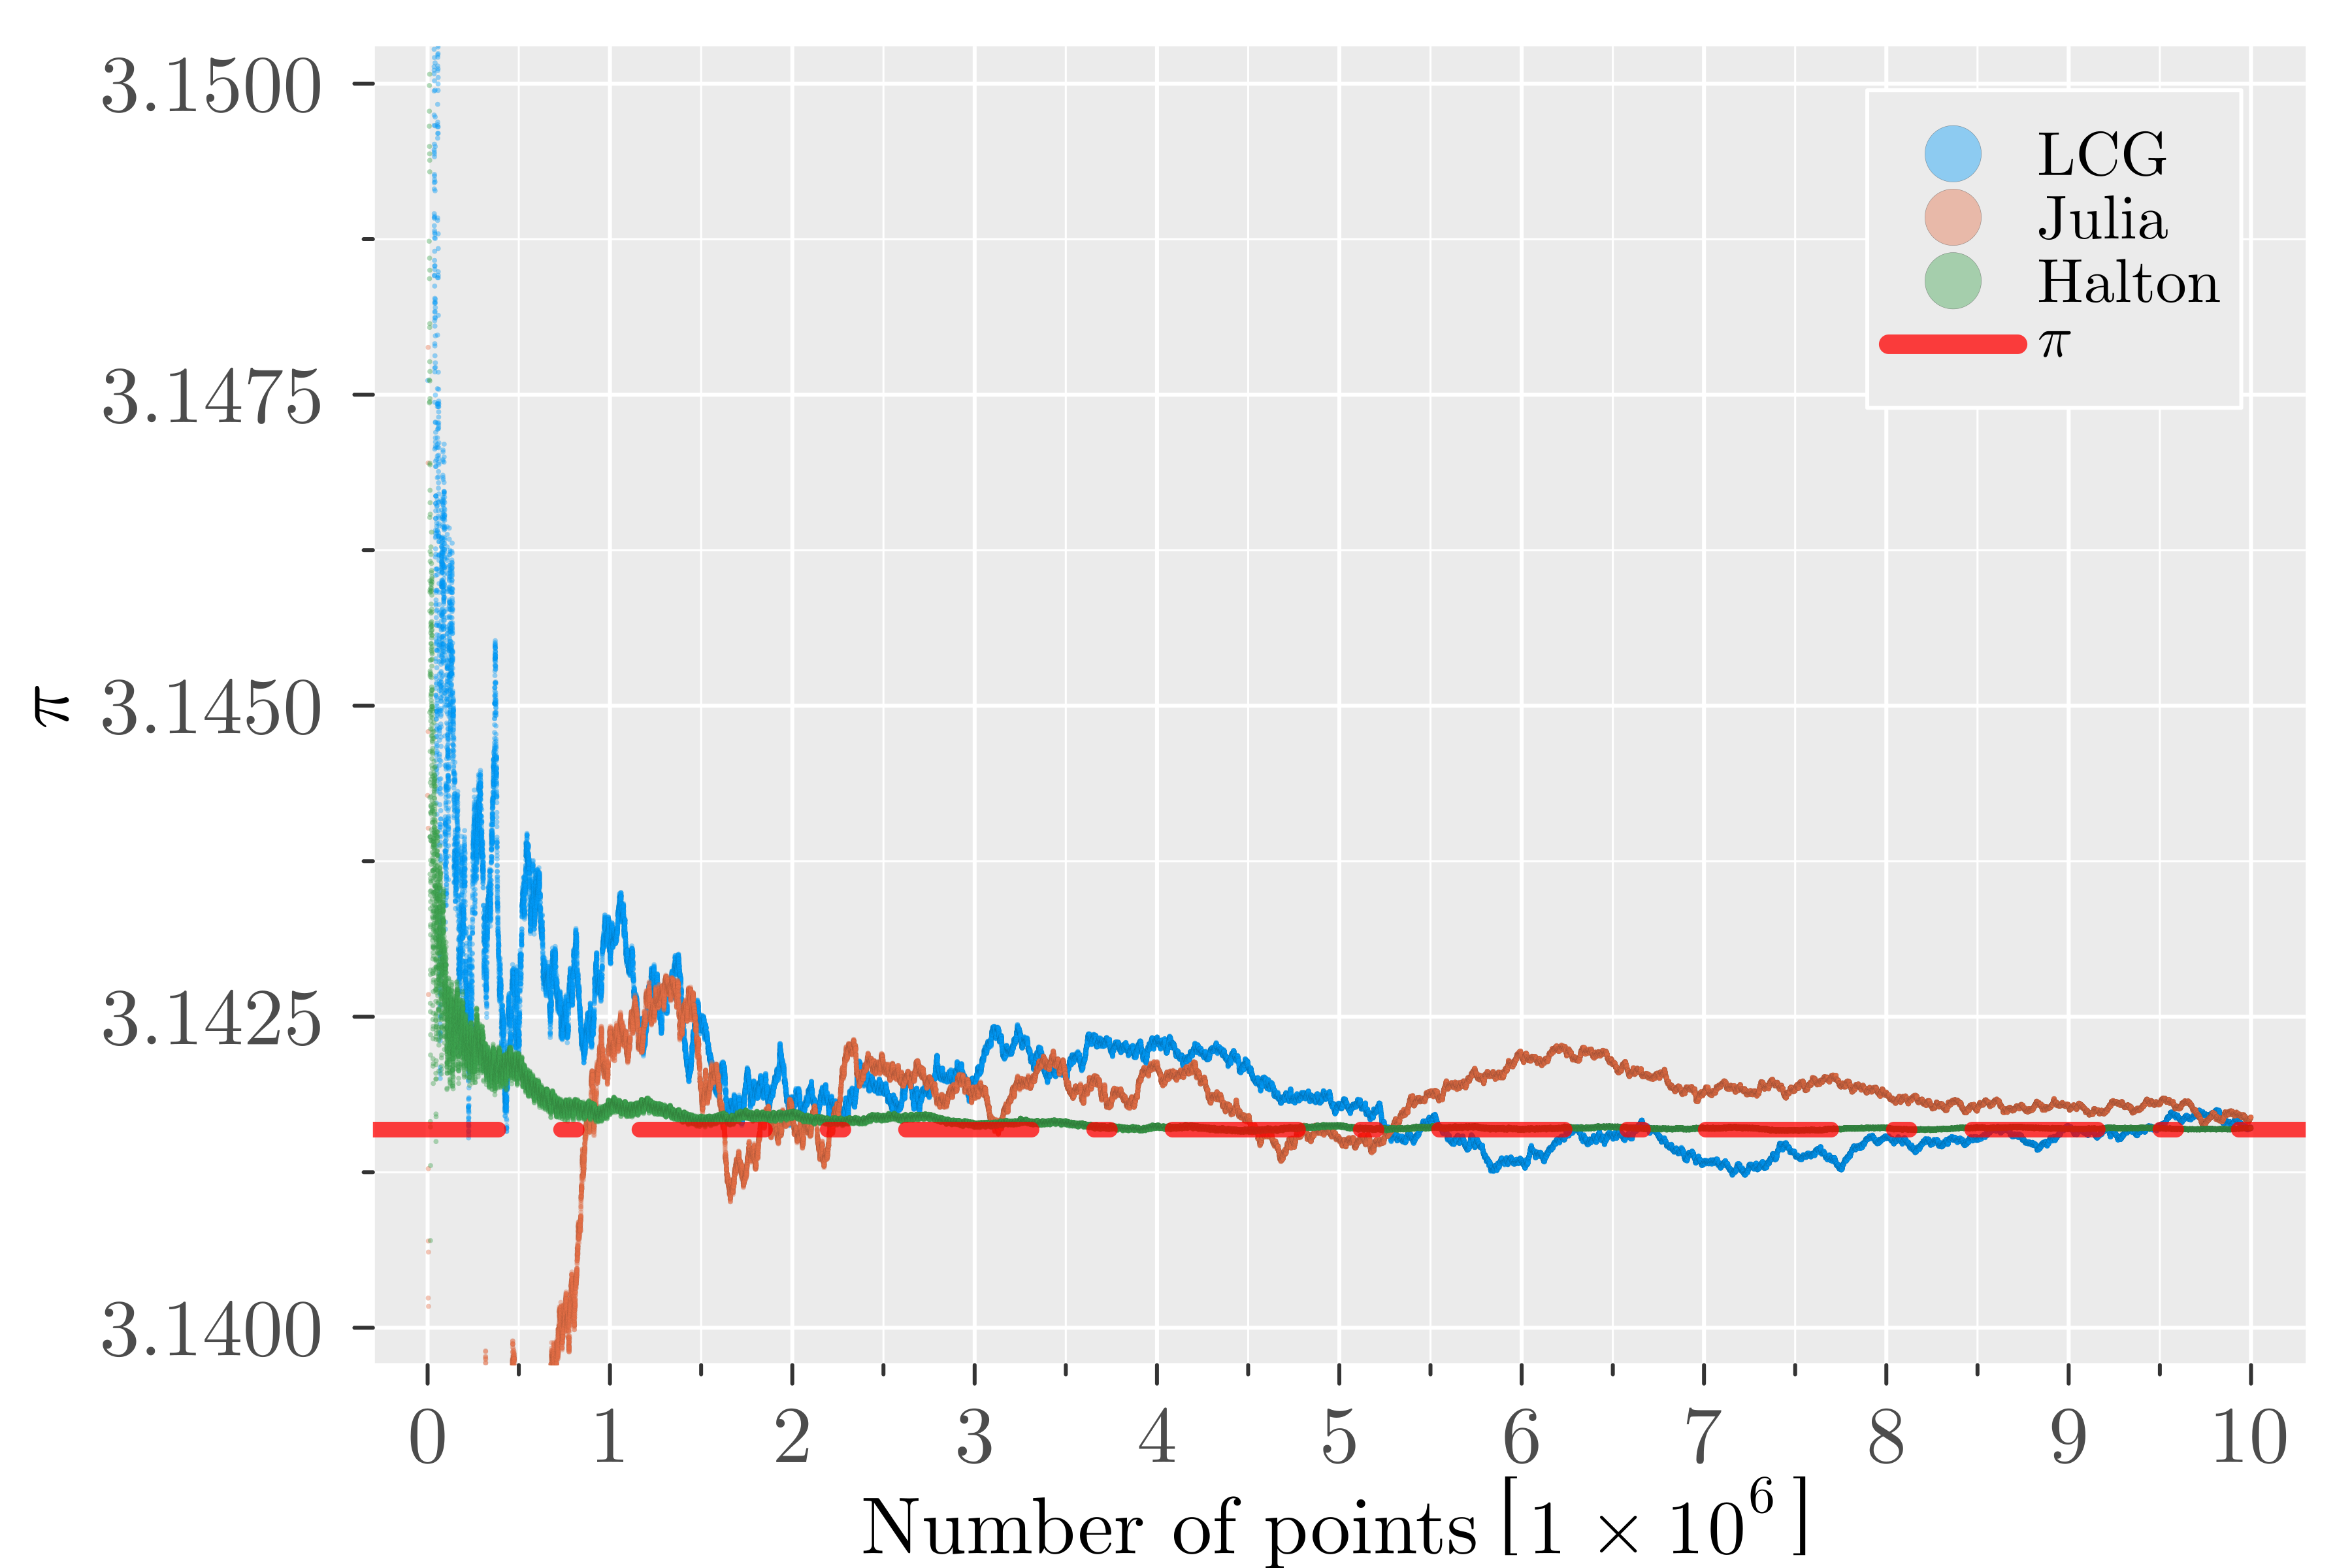 3.1500
3.1475
3.1450
3.1425
3.1400
π
LCG
Julia
Halton
π
0 1 2 3 4 5 6 7 8 9 10
Number of points [1 × 10⁶]